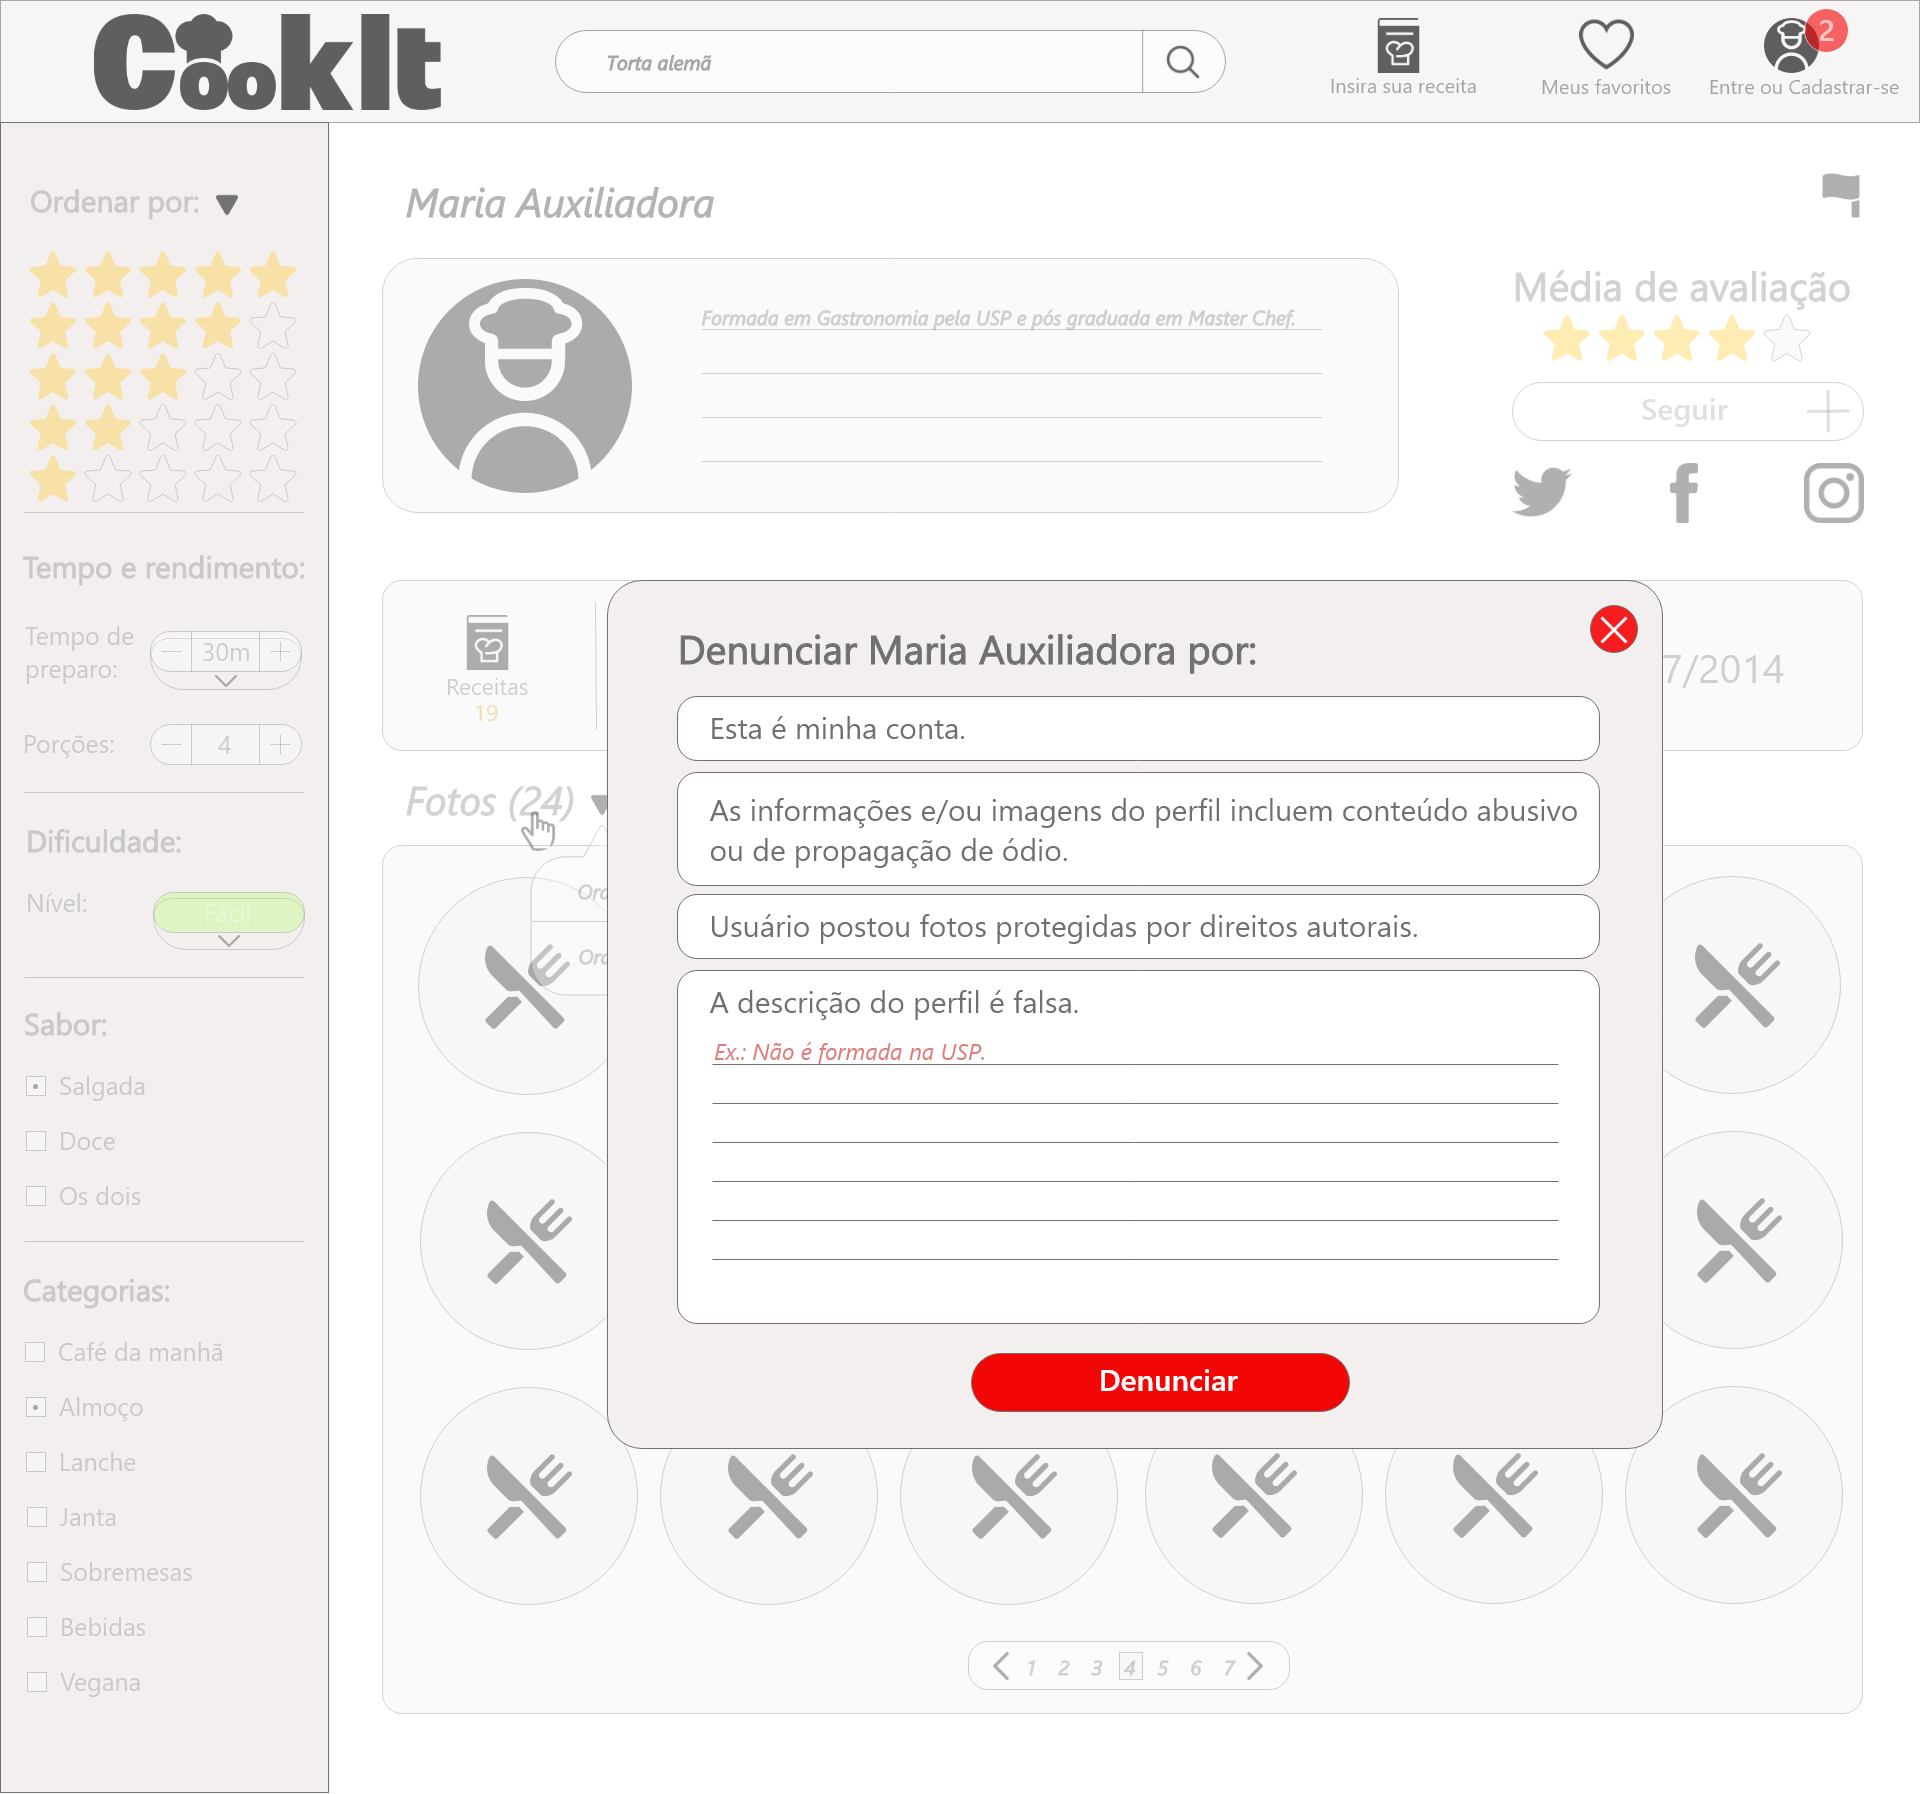 CookIt
Torta alemã
Insira sua receita
Meus favoritos
2
Entre ou Cadastrar-se
Ordenar por:
Tempo e rendimento:
Tempo de
preparo:
30m
Porções:
4
Dificuldade:
Nível:
Fácil
Sabor:
Salgada
Doce
Os dois
Categorias:
Café da manhã
Almoço
Lanche
Janta
Sobremesas
Bebidas
Vegana
Maria Auxiliadora
Formada em Gastronomia pela USP e pós graduada em Master Chef.
Média de avaliação
Seguir
Receitas
19
7/2014
Fotos (24)
Denunciar Maria Auxiliadora por:
Esta é minha conta.
As informações e/ou imagens do perfil incluem conteúdo abusivo
ou de propagação de ódio.
Usuário postou fotos protegidas por direitos autorais.
A descrição do perfil é falsa.
Ex.: Não é formada na USP.
Denunciar
1 2 3 4 5 6 7